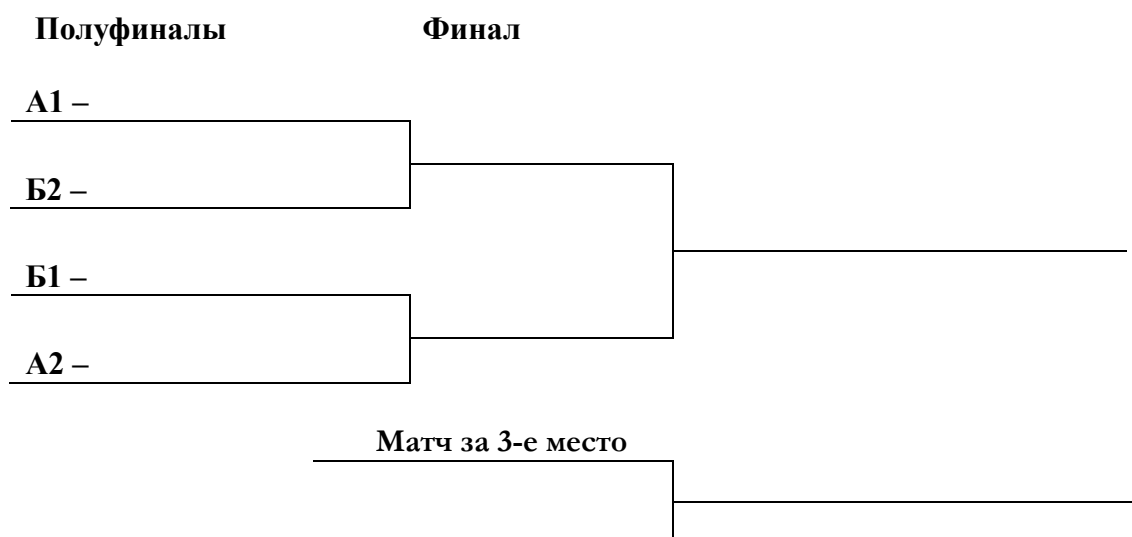 Полуфиналы Финал
А1 –
Б2 –
Б1 –
А2 –
Матч за 3-е место